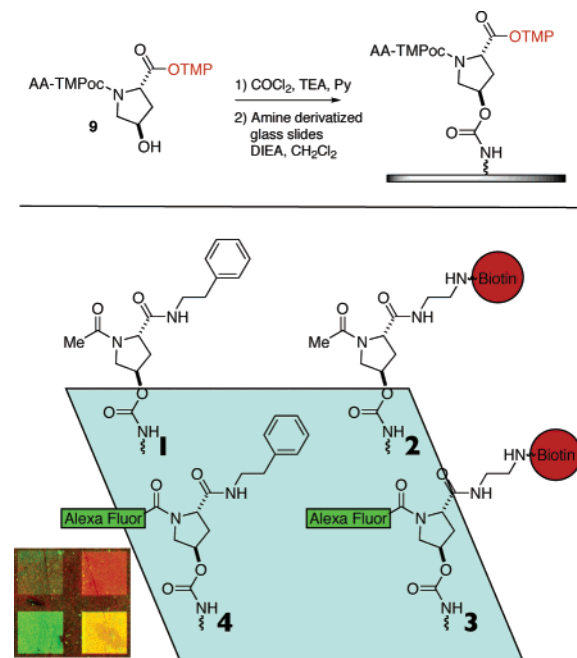 O
OTMP
AA-TMPoc
N
9
OH
1) COCl₂, TEA, Py
2) Amine derivatized
glass slides
DIEA, CH₂Cl₂
O
OTMP
AA-TMPoc
N
O
O
NH
O
O
NH
Me
N
O
O
NH
1
HN
Biotin
O
O
NH
Me
N
O
O
NH
2
O
O
NH
Alexa Fluor
N
O
O
NH
4
HN
Biotin
O
O
NH
Alexa Fluor
N
O
O
NH
3